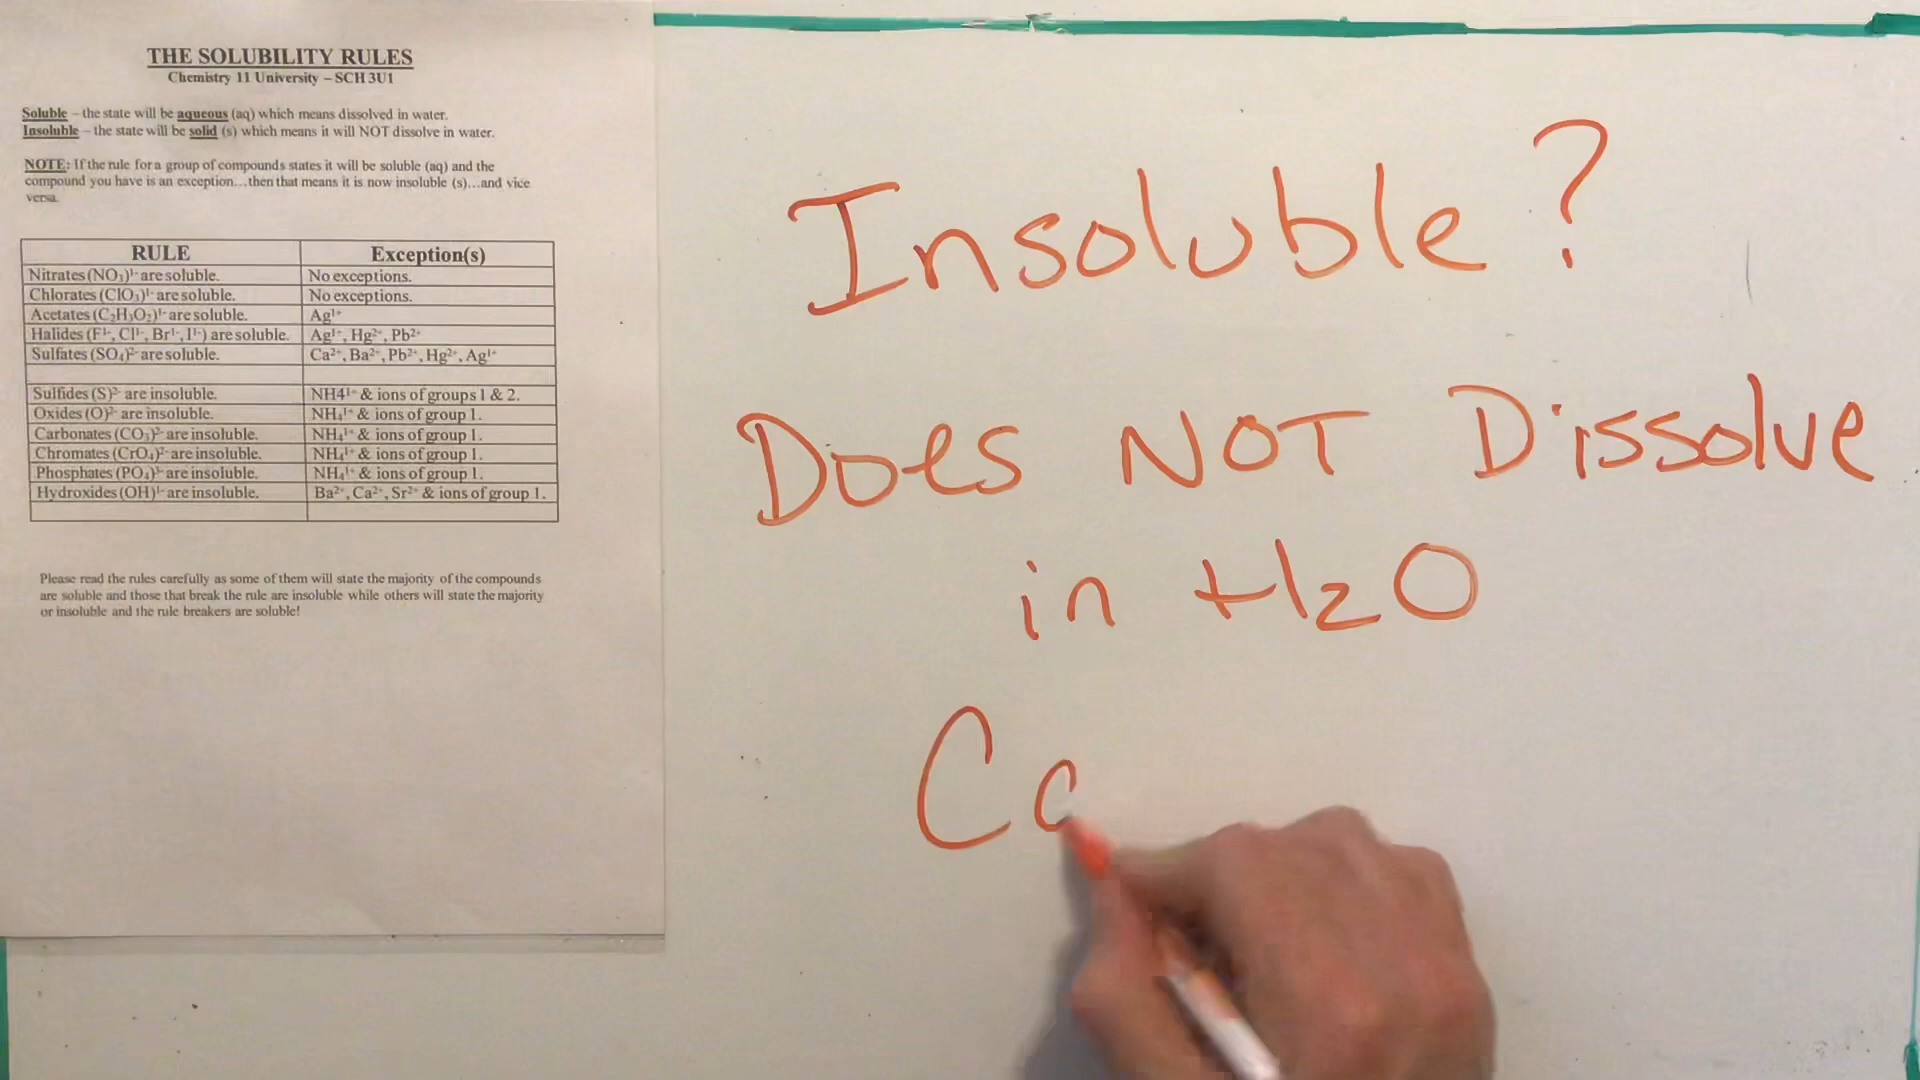 THE SOLUBILITY RULES
Chemistry 11 University – SCH 3U1
Soluble – the state will be aqueous (aq) which means dissolved in water.
Insoluble – the state will be solid (s) which means it will NOT dissolve in water.
NOTE: If the rule for a group of compounds states it will be soluble (aq) and the
compound you have is an exception…then that means it is now insoluble (s)…and vice
versa.
RULE Exception(s)
Nitrates (NO₃)¹⁻ are soluble. No exceptions.
Chlorates (ClO₃)¹⁻ are soluble. No exceptions.
Acetates (C₂H₃O₂)¹⁻ are soluble. Ag¹⁺
Halides (F¹⁻, Cl¹⁻, Br¹⁻, I¹⁻) are soluble. Ag¹⁺, Hg²⁺, Pb²⁺
Sulfates (SO₄)²⁻ are soluble. Ca²⁺, Ba²⁺, Pb²⁺, Hg²⁺, Ag¹⁺
Sulfides (S)²⁻ are insoluble. NH4¹⁺ & ions of groups 1 & 2.
Oxides (O)²⁻ are insoluble. NH₄¹⁺ & ions of group 1.
Carbonates (CO₃)²⁻ are insoluble. NH₄¹⁺ & ions of group 1.
Chromates (CrO₄)²⁻ are insoluble. NH₄¹⁺ & ions of group 1.
Phosphates (PO₄)³⁻ are insoluble. NH₄¹⁺ & ions of group 1.
Hydroxides (OH)¹⁻ are insoluble. Ba²⁺, Ca²⁺, Sr²⁺ & ions of group 1.
Please read the rules carefully as some of them will state the majority of the compounds
are soluble and those that break the rule are insoluble while others will state the majority
or insoluble and the rule breakers are soluble!
Insoluble?
Does NOT Dissolve
in H₂O